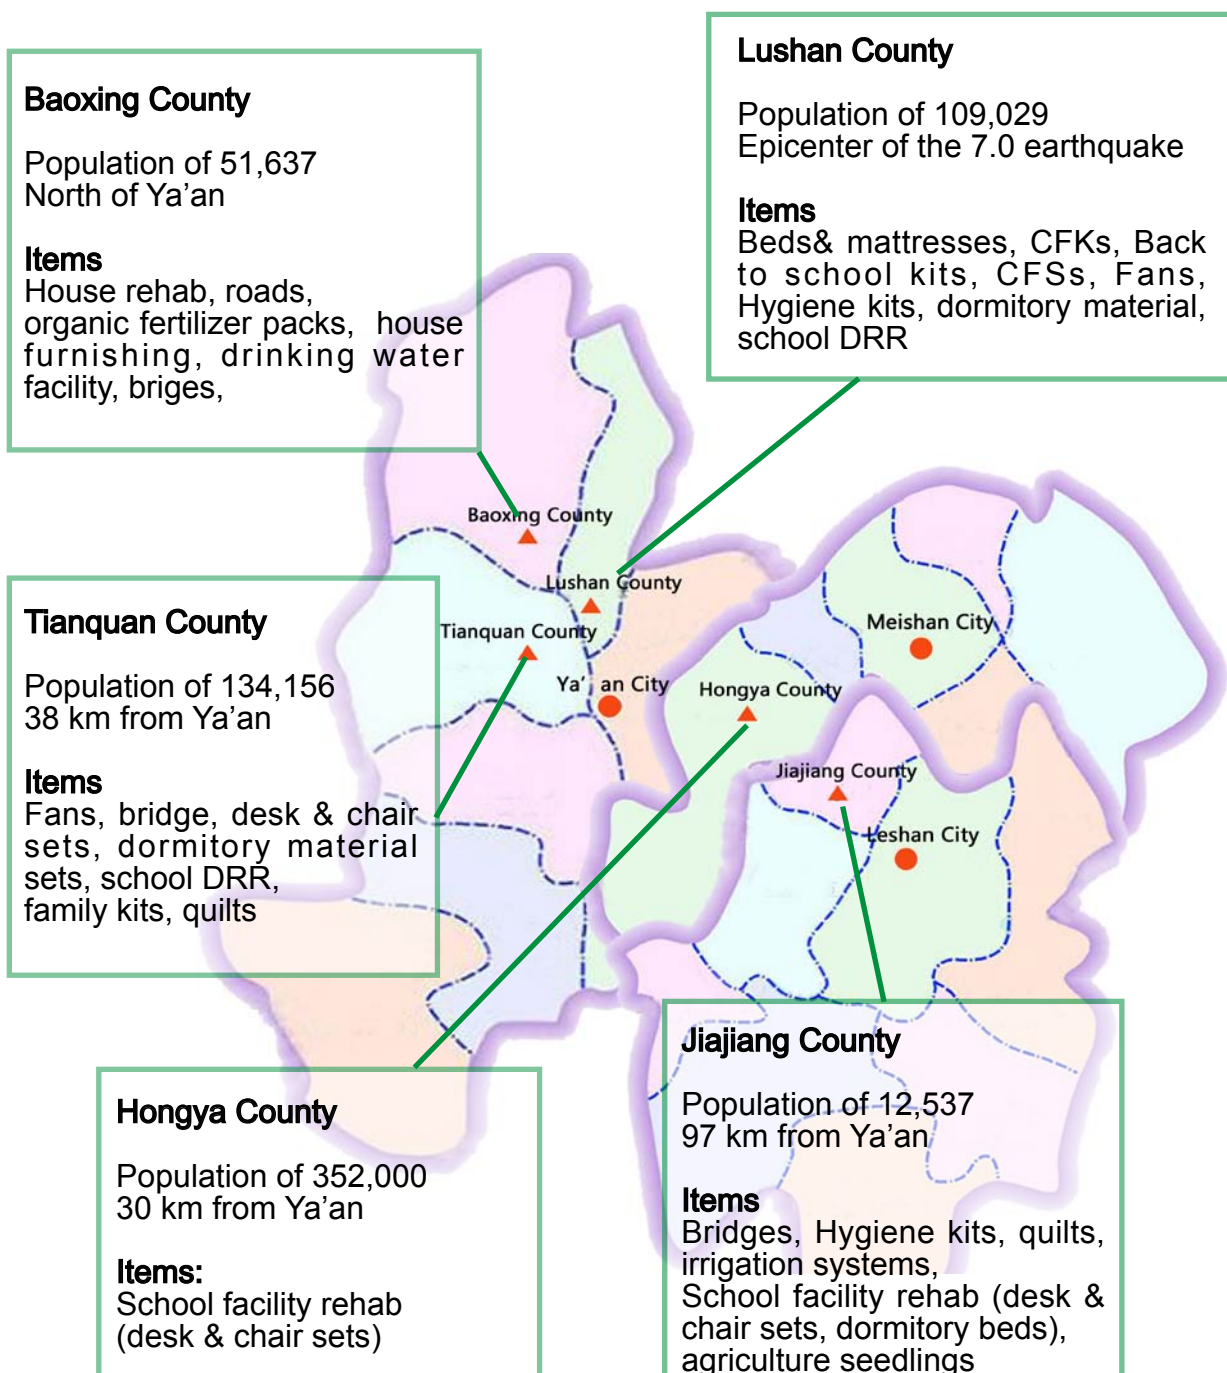 Baoxing County
Population of 51,637
North of Ya’an
Items
House rehab, roads,
organic fertilizer packs, house
furnishing, drinking water
facility, briges,
Lushan County
Population of 109,029
Epicenter of the 7.0 earthquake
Items
Beds& mattresses, CFKs, Back
to school kits, CFSs, Fans,
Hygiene kits, dormitory material,
school DRR
Baoxing County
Lushan County
Tianquan County
Ya’ an City
Hongya County
Meishan City
Jiajiang County
Leshan City
Tianquan County
Population of 134,156
38 km from Ya’an
Items
Fans, bridge, desk & chair
sets, dormitory material
sets, school DRR,
family kits, quilts
Hongya County
Population of 352,000
30 km from Ya’an
Items:
School facility rehab
(desk & chair sets)
Jiajiang County
Population of 12,537
97 km from Ya’an
Items
Bridges, Hygiene kits, quilts,
irrigation systems,
School facility rehab (desk &
chair sets, dormitory beds),
agriculture seedlings